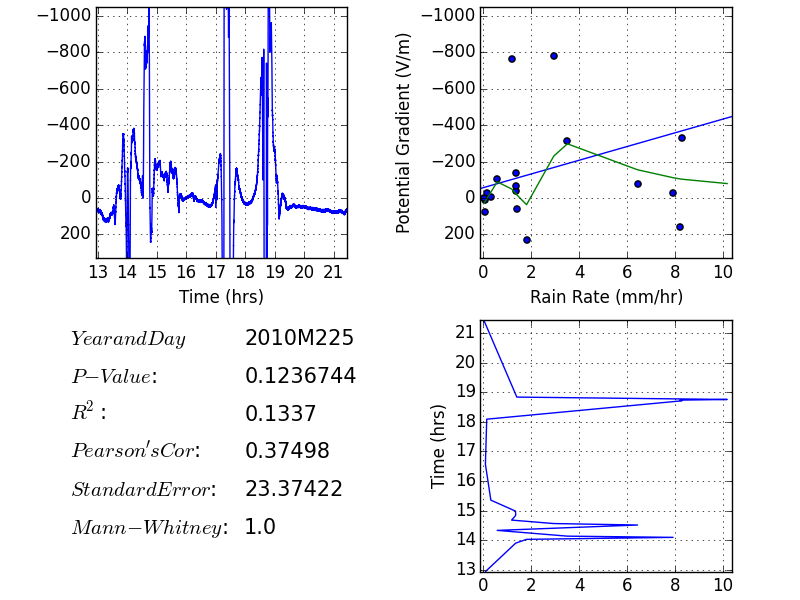 −1000
−800
−600
−400
−200
0
200
13 14 15 16 17 18 19 20 21
Time (hrs)
Potential Gradient (V/m)
−1000
−800
−600
−400
−200
0
200
0 2 4 6 8 10
Rain Rate (mm/hr)
YearandDay 2010M225
P−Value: 0.1236744
R²: 0.1337
Pearson'sCor: 0.37498
StandardError: 23.37422
Mann−Whitney: 1.0
Time (hrs)
21
20
19
18
17
16
15
14
13
0 2 4 6 8 10